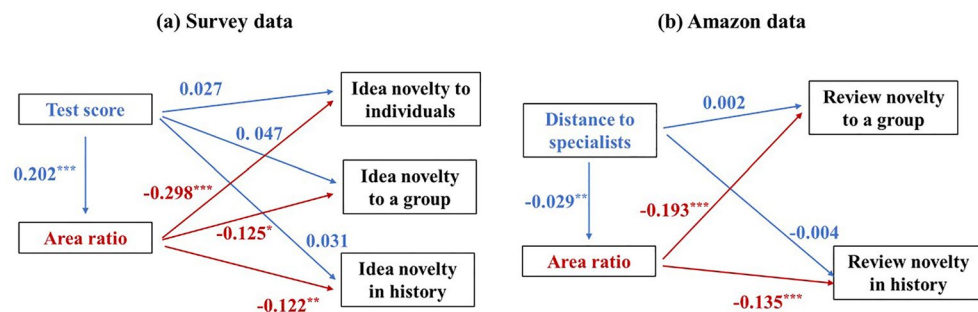 (a) Survey data
Test score
0.202***
Area ratio
0.027
0. 047
-0.298***
-0.125*
0.031
-0.122**
Idea novelty to
individuals
Idea novelty
to a group
Idea novelty
in history
(b) Amazon data
Distance to
specialists
-0.029**
Area ratio
0.002
-0.193***
-0.004
-0.135***
Review novelty
to a group
Review novelty
in history